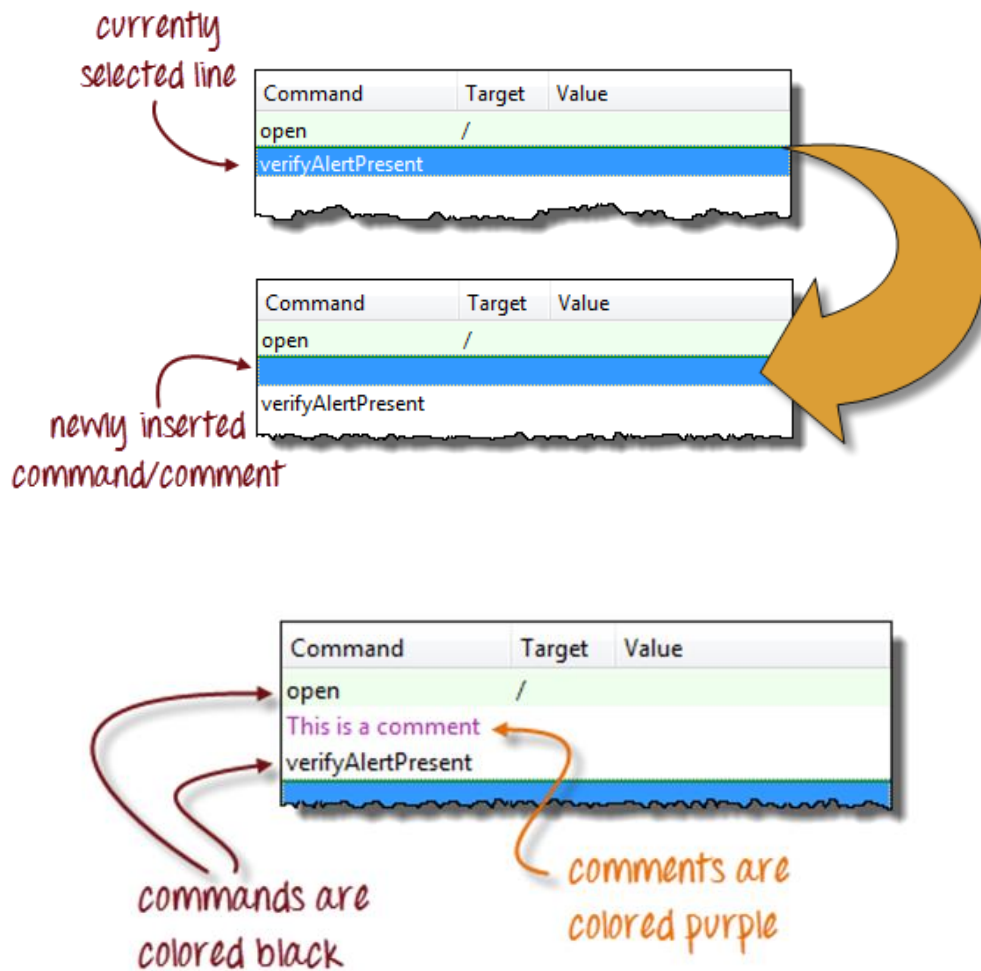 currently
selected line
Command Target Value
open /
verifyAlertPresent
Command Target Value
open /
verifyAlertPresent
newly inserted
command/comment
Command Target Value
open /
This is a comment
verifyAlertPresent
commands are
colored black
comments are
colored purple